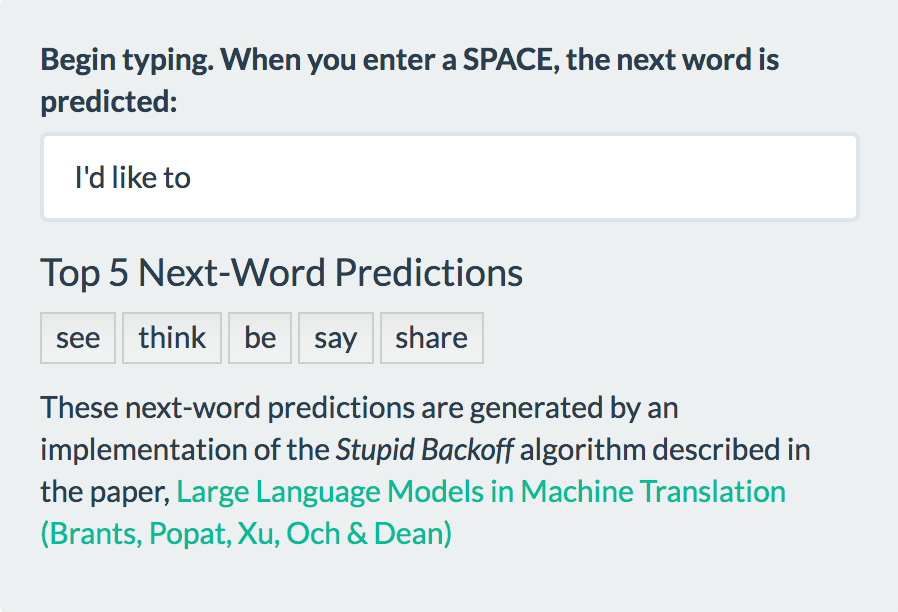 Begin typing. When you enter a SPACE, the next word is
predicted:
I'd like to
Top 5 Next-Word Predictions
see think be say share
These next-word predictions are generated by an
implementation of the Stupid Backoff algorithm described in
the paper, Large Language Models in Machine Translation
(Brants, Popat, Xu, Och & Dean)